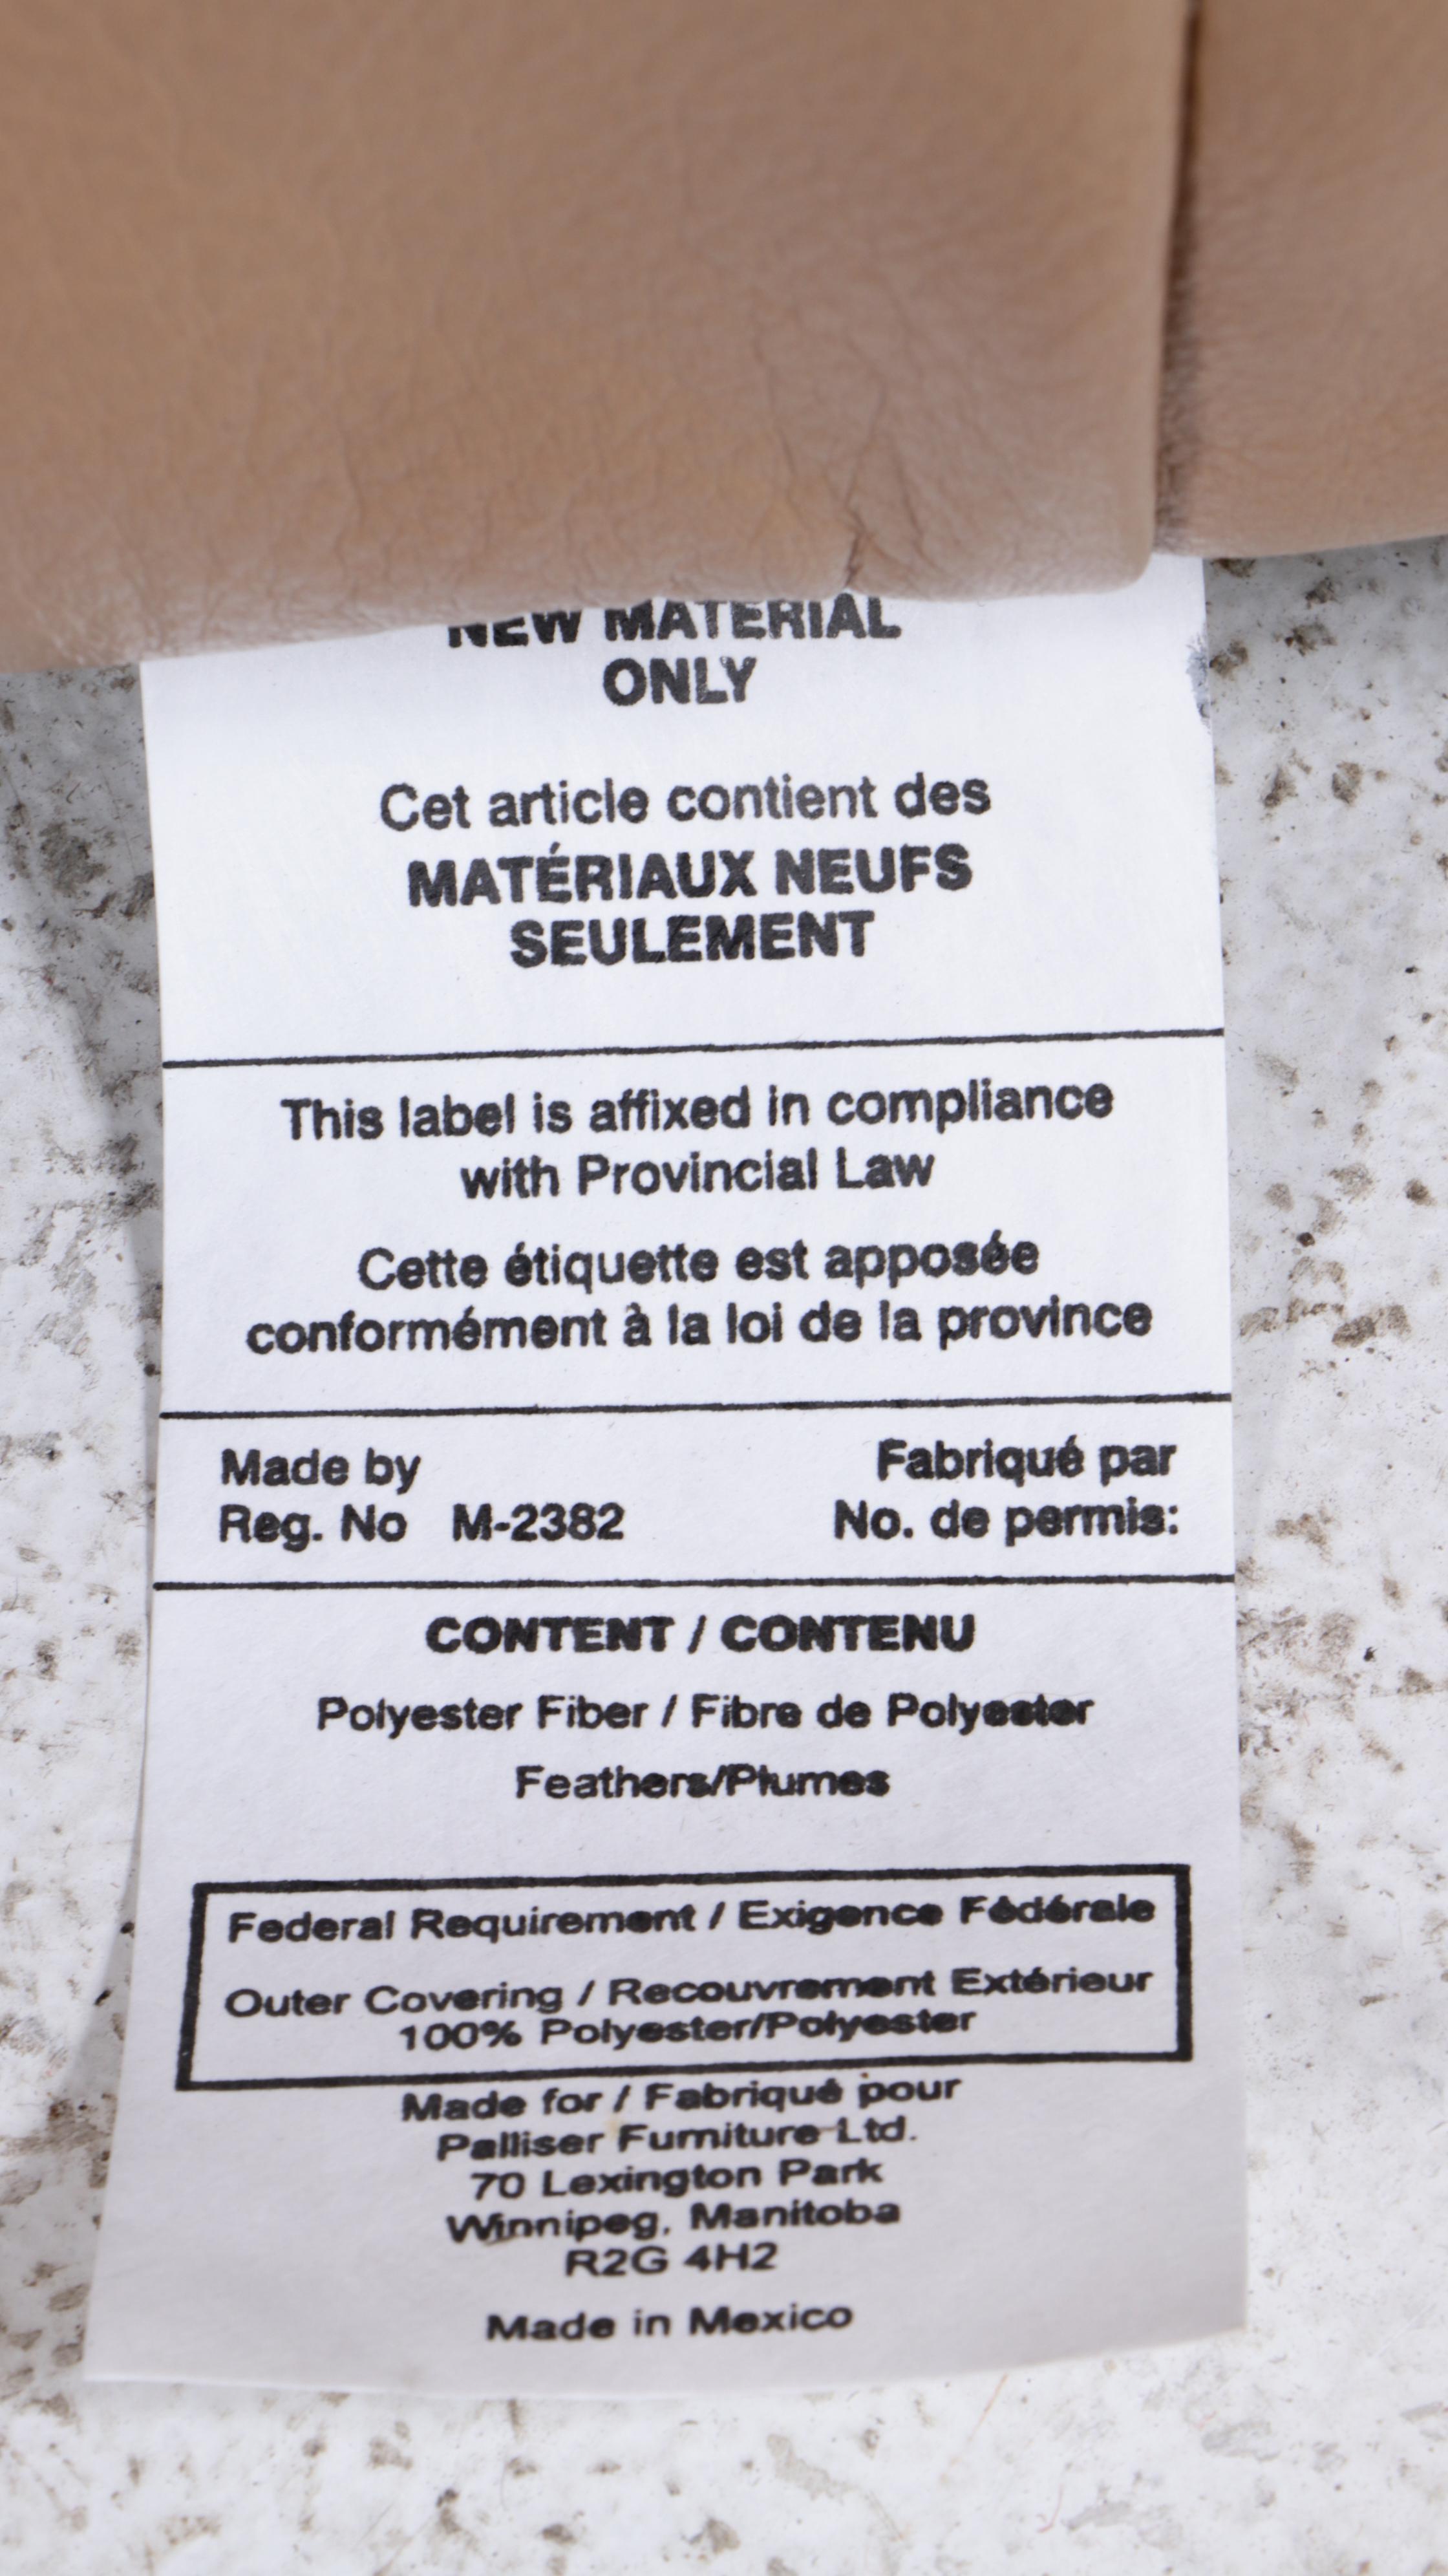 NEW MATERIAL
ONLY
Cet article contient des
MATÉRIAUX NEUFS
SEULEMENT
This label is affixed in compliance
with Provincial Law
Cette étiquette est apposée
conformément à la loi de la province
Made by
Reg. No M-2382
Fabriqué par
No. de permis:
CONTENT / CONTENU
Polyester Fiber / Fibre de Polyester
Feathers/Plumes
Federal Requirement / Exigence Fédérale
Outer Covering / Recouvrement Extérieur
100% Polyester/Polyester
Made for / Fabriqué pour
Palliser Furniture Ltd.
70 Lexington Park
Winnipeg, Manitoba
R2G 4H2
Made in Mexico